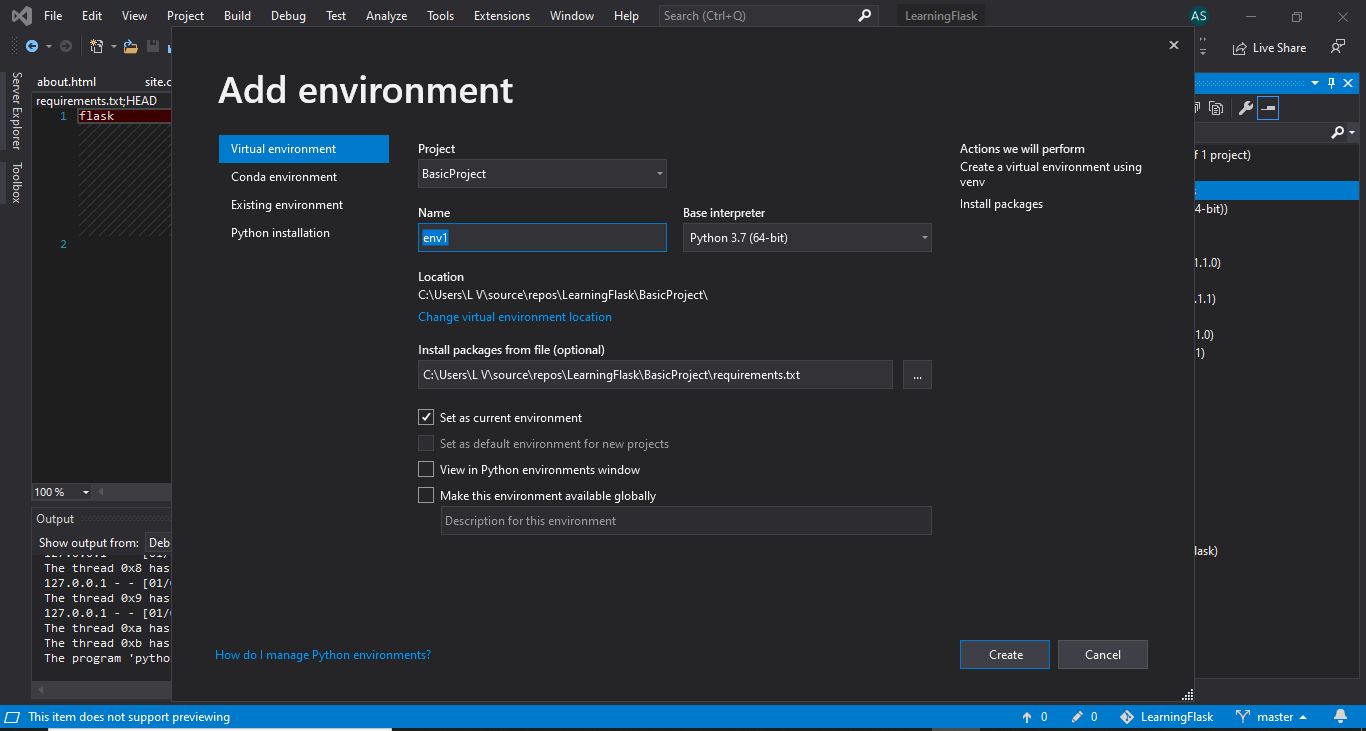 File Edit View Project Build Debug Test Analyze Tools Extensions Window Help Search (Ctrl+Q) LearningFlask AS
Live Share
about.html site.c
requirements.txt;HEAD
1 flask
2
Server Explorer
Toolbox
100 %
Output
Show output from: Deb
127.0.0.1 - - [01/
The thread 0x8 has
127.0.0.1 - - [01/
The thread 0x9 has
127.0.0.1 - - [01/
The thread 0xa has
The thread 0xb has
The program 'pytho
Add environment
Virtual environment
Conda environment
Existing environment
Python installation
Project
BasicProject
Name
env1
Base interpreter
Python 3.7 (64-bit)
Location
C:\Users\L V\source\repos\LearningFlask\BasicProject\
Change virtual environment location
Install packages from file (optional)
C:\Users\L V\source\repos\LearningFlask\BasicProject\requirements.txt
...
Set as current environment
Set as default environment for new projects
View in Python environments window
Make this environment available globally
Description for this environment
Actions we will perform
Create a virtual environment using
venv
Install packages
How do I manage Python environments?
Create
Cancel
f 1 project)
4-bit))
.1.0)
.1.1)
1.0)
1)
lask)
This item does not support previewing
0 0 LearningFlask master